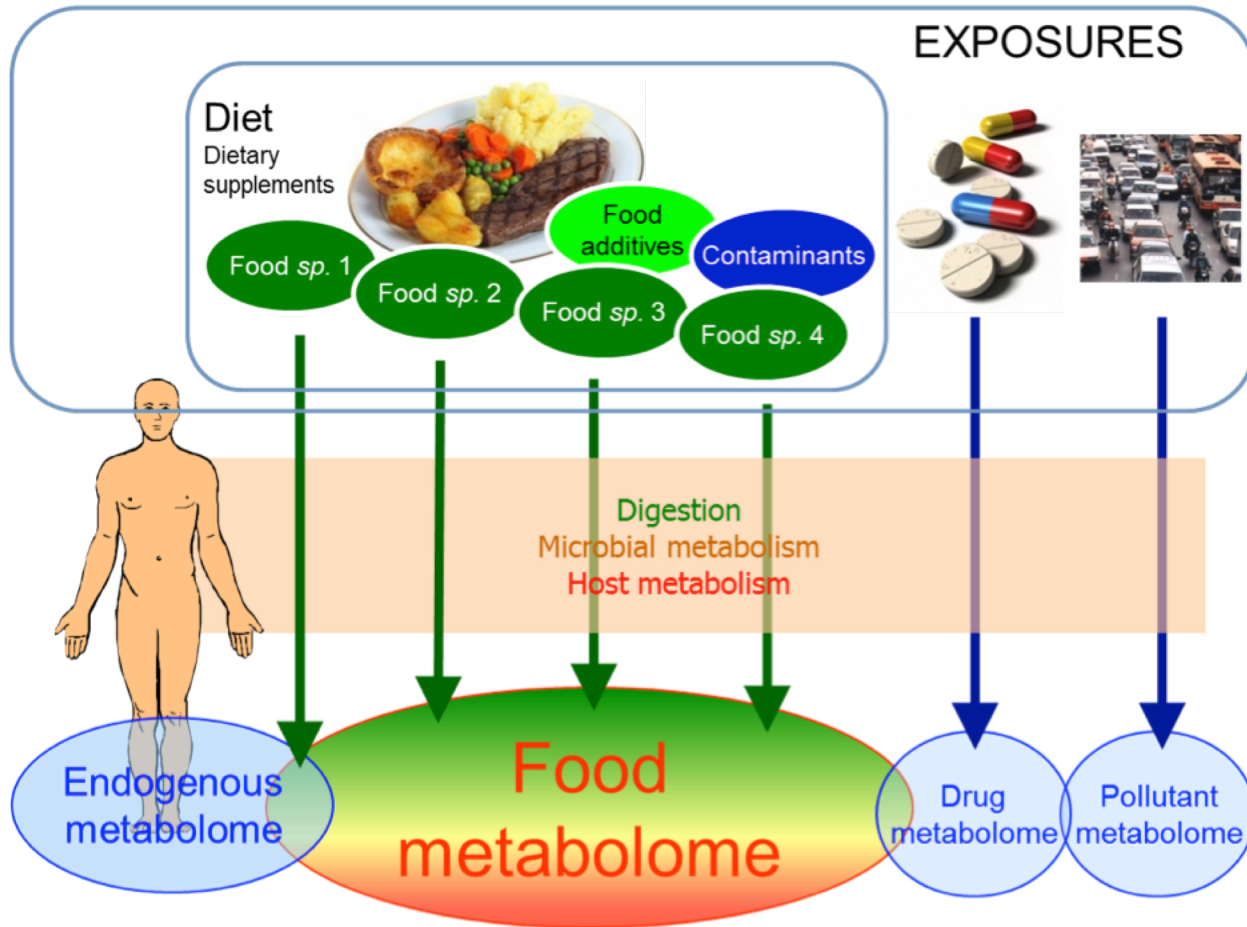 EXPOSURES
Diet
Dietary
supplements
Food
additives
Contaminants
Food sp. 1
Food sp. 2
Food sp. 3
Food sp. 4
Digestion
Microbial metabolism
Host metabolism
Endogenous
metabolome
Food
metabolome
Drug
metabolome
Pollutant
metabolome